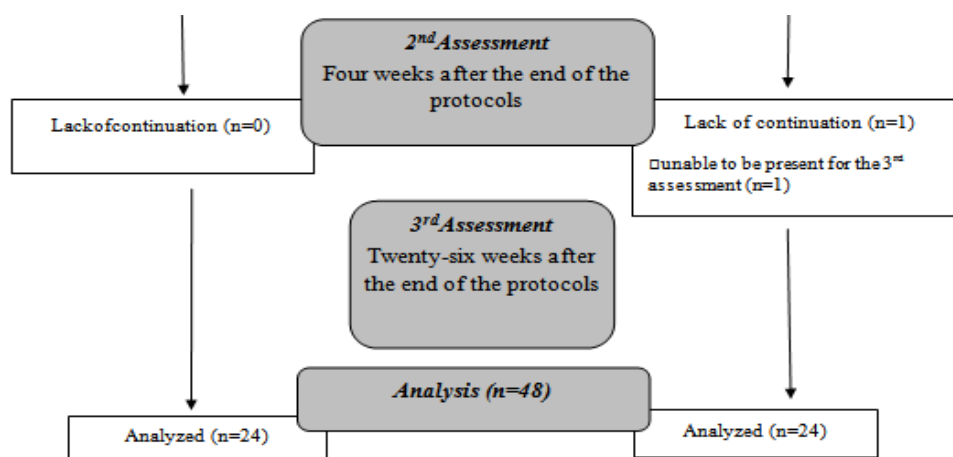 2nd Assessment
Four weeks after the end of the
protocols
Lackofcontinuation (n=0)
Lack of continuation (n=1)
□unable to be present for the 3rd
assessment (n=1)
3rd Assessment
Twenty-six weeks after
the end of the protocols
Analysis (n=48)
Analyzed (n=24)
Analyzed (n=24)